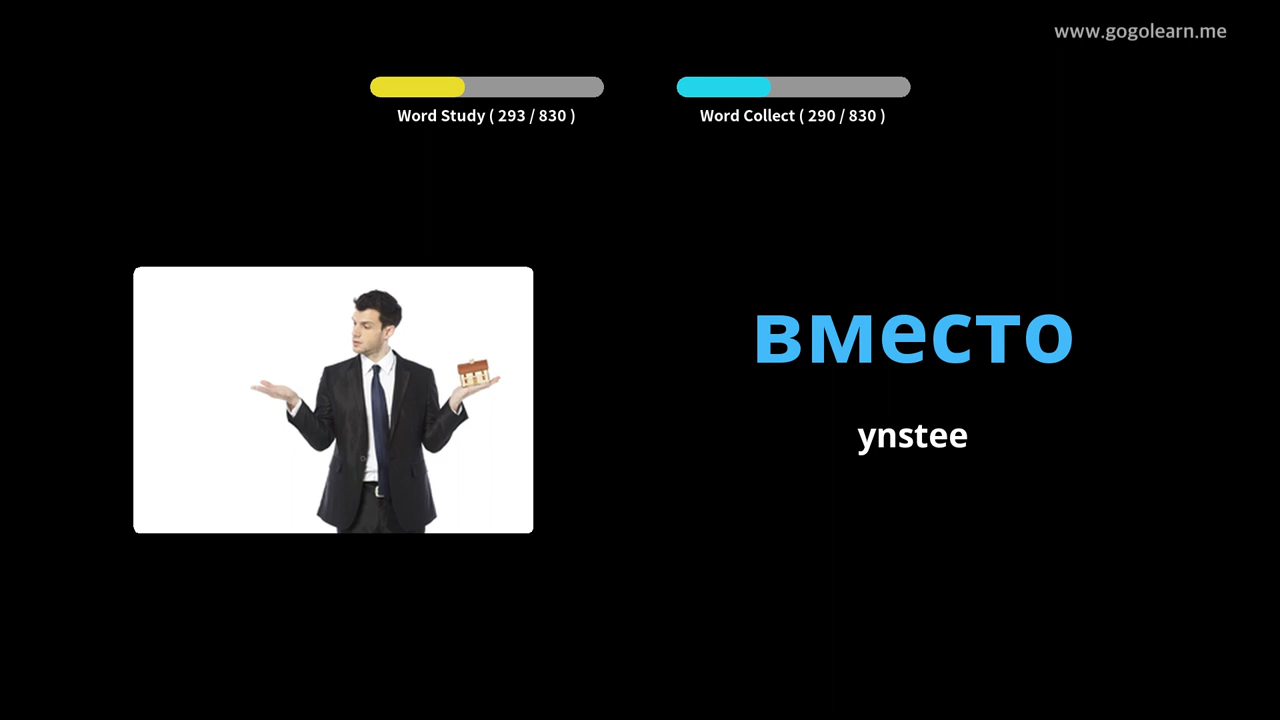 www.gogolearn.me
Word Study ( 293 / 830 )
Word Collect ( 290 / 830 )
вместо
ynstee